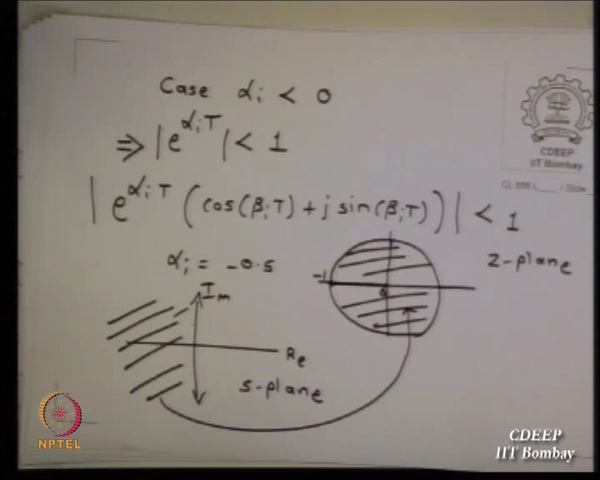 Case αi < 0
CDEEP
IIT Bombay
⇒ |e^{αiT}| < 1
|e^{αiT} (cos(βiT) + j sin(βiT))| < 1
αi = -0.5
Z-plane
-1
Im
Re
s-plane
NPTEL
CDEEP
IIT Bombay